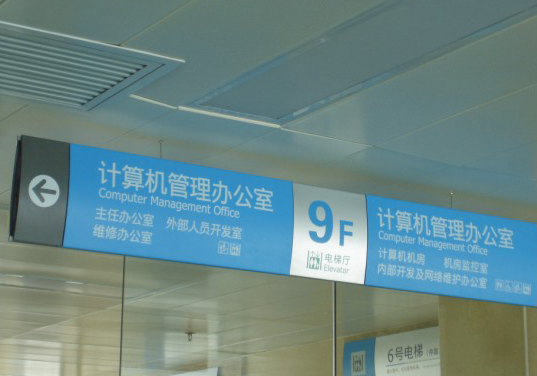 计算机管理办公室
Computer Management Office
主任办公室 外部人员开发室
维修办公室
9F
电梯厅
Elevator
计算机管理办公室
Computer Management Office
计算机机房 机房监控室
内部开发及网络维护办公室
6号电梯